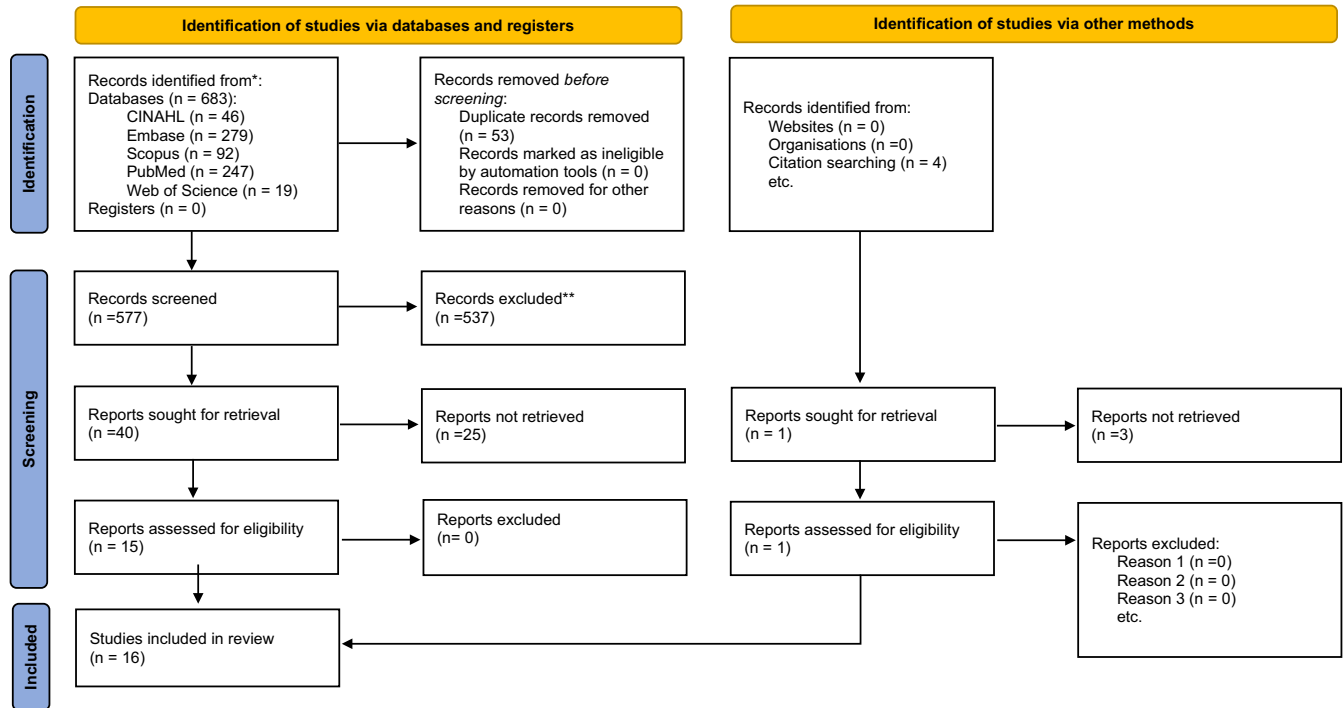 Identification of studies via databases and registers
Identification of studies via other methods
Identification
Records identified from*:
Databases (n = 683):
CINAHL (n = 46)
Embase (n = 279)
Scopus (n = 92)
PubMed (n = 247)
Web of Science (n = 19)
Registers (n = 0)
Records removed before
screening:
Duplicate records removed
(n = 53)
Records marked as ineligible
by automation tools (n = 0)
Records removed for other
reasons (n = 0)
Records identified from:
Websites (n = 0)
Organisations (n =0)
Citation searching (n = 4)
etc.
Screening
Records screened
(n =577)
Records excluded**
(n =537)
Reports sought for retrieval
(n =40)
Reports not retrieved
(n =25)
Reports sought for retrieval
(n = 1)
Reports not retrieved
(n =3)
Reports assessed for eligibility
(n = 15)
Reports excluded
(n= 0)
Reports assessed for eligibility
(n = 1)
Reports excluded:
Reason 1 (n =0)
Reason 2 (n = 0)
Reason 3 (n = 0)
etc.
Included
Studies included in review
(n = 16)